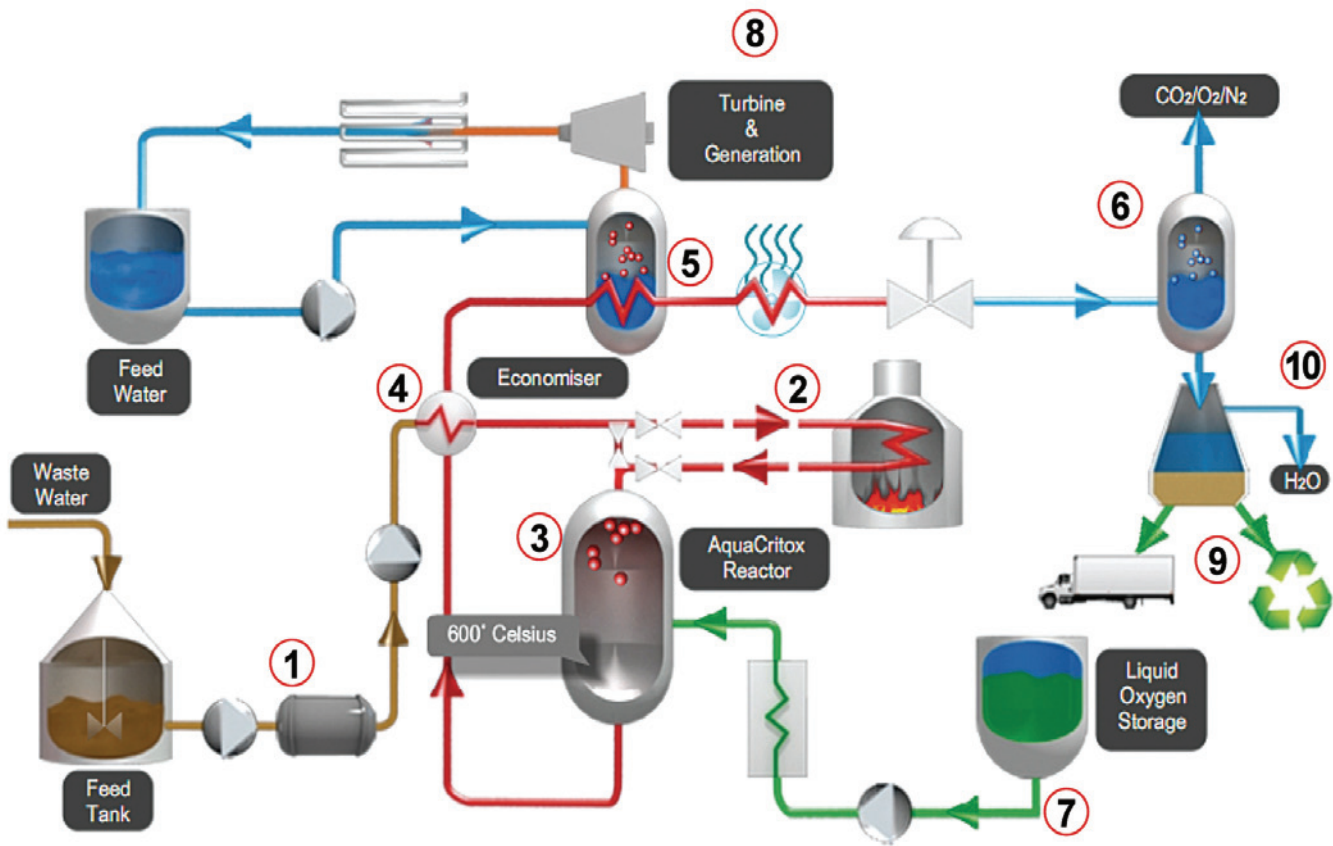 8
Turbine
&
Generation
CO₂/O₂/N₂
6
5
Feed
Water
Economiser
4
2
10
H₂O
Waste
Water
3
AquaCritox
Reactor
9
600° Celsius
1
Liquid
Oxygen
Storage
Feed
Tank
7